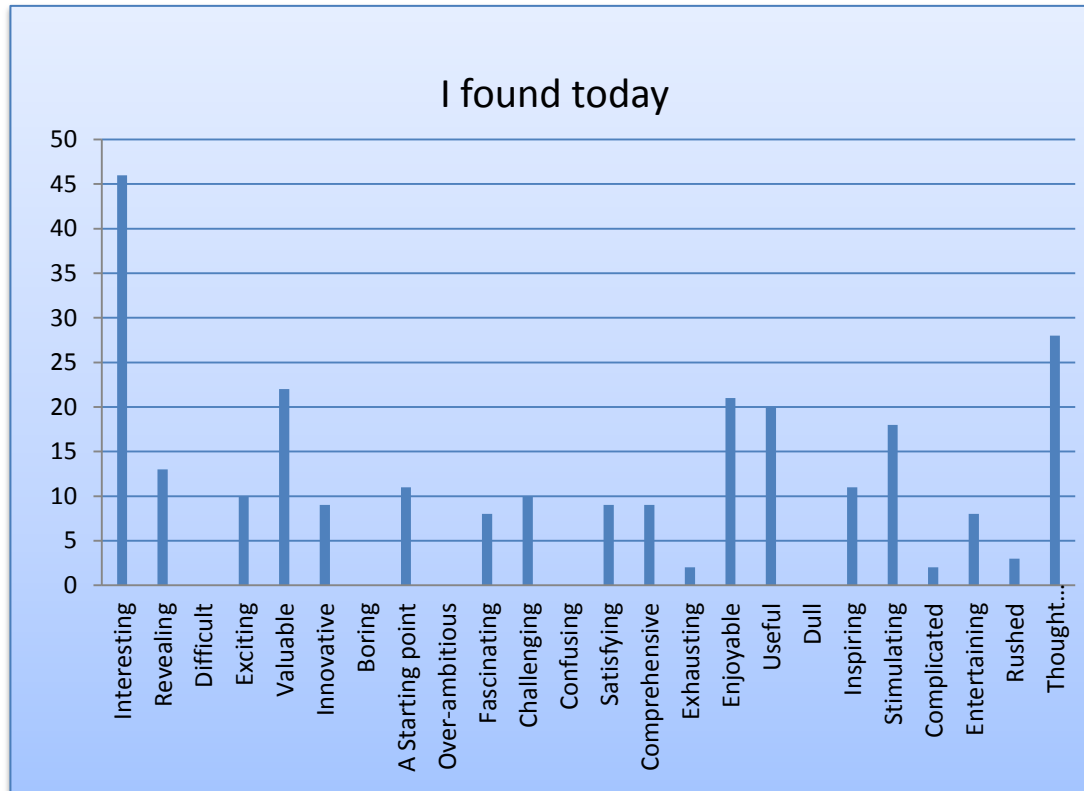 I found today
50
45
40
35
30
25
20
15
10
5
0
Interesting
Revealing
Difficult
Exciting
Valuable
Innovative
Boring
A Starting point
Over-ambitious
Fascinating
Challenging
Confusing
Satisfying
Comprehensive
Exhausting
Enjoyable
Useful
Dull
Inspiring
Stimulating
Complicated
Entertaining
Rushed
Thought...